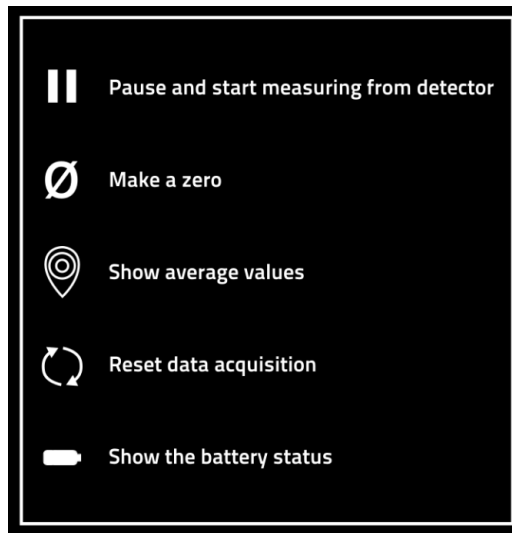 Pause and start measuring from detector
Make a zero
Show average values
Reset data acquisition
Show the battery status